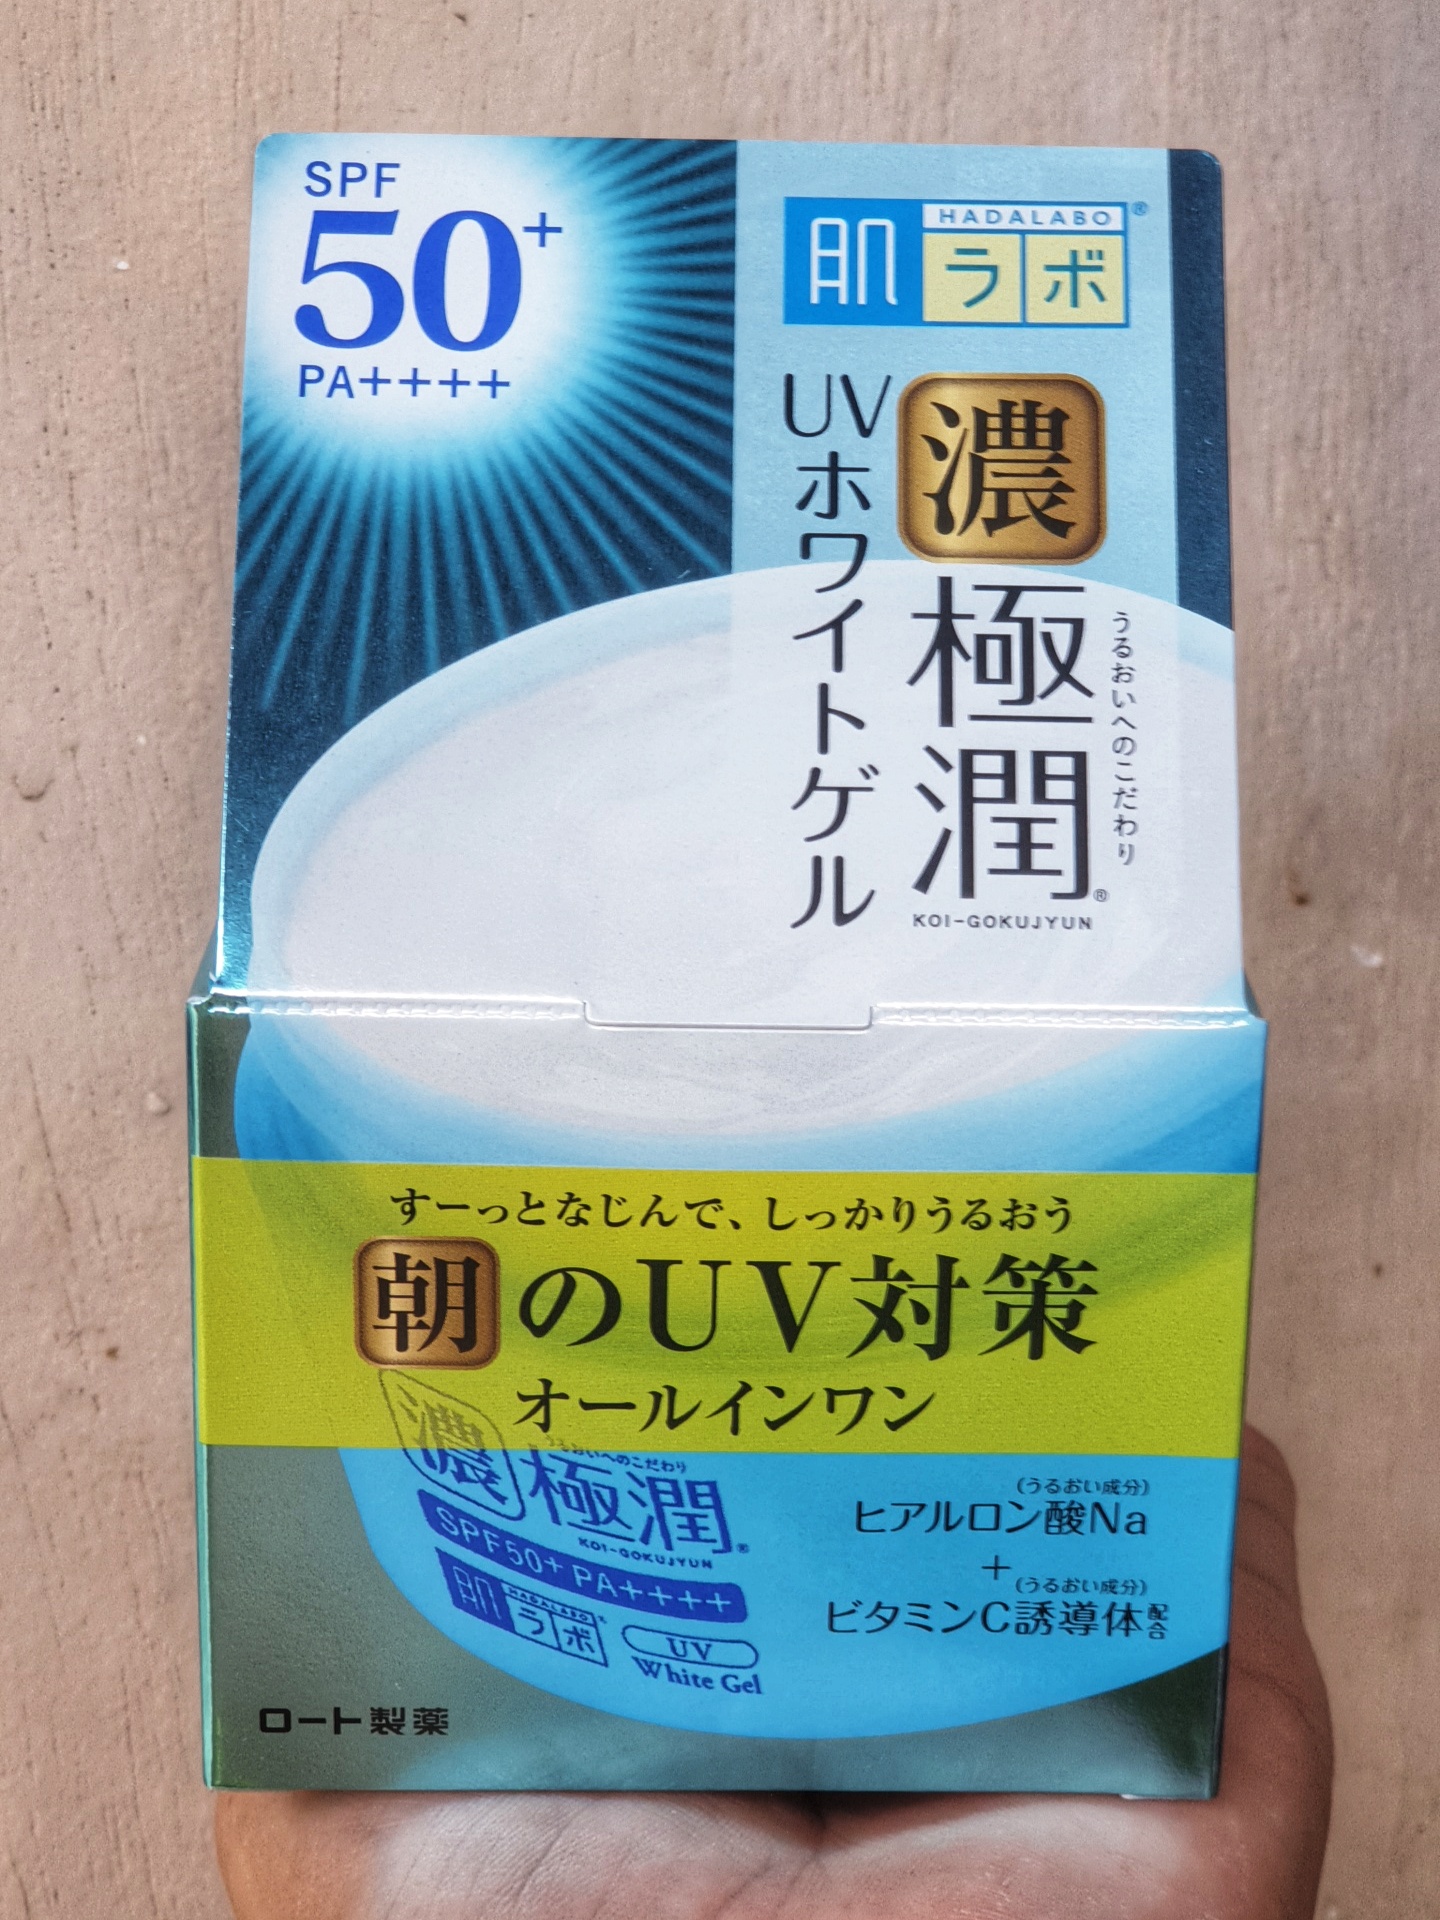 SPF
50+
PA++++
肌ラボ
HADALABO®
濃極潤®
KOI-GOKUJYUN
うるおいへのこだわり
UVホワイトゲル
すーっとなじんで、しっかりうるおう
朝のUV対策
オールインワン
濃極潤®
うるおいへのこだわり
KOI-GOKUJYUN
SPF50+ PA++++
肌ラボ
HADALABO®
UV
White Gel
(うるおい成分)
ヒアルロン酸Na
+
(うるおい成分)
ビタミンC誘導体配合
ロート製薬